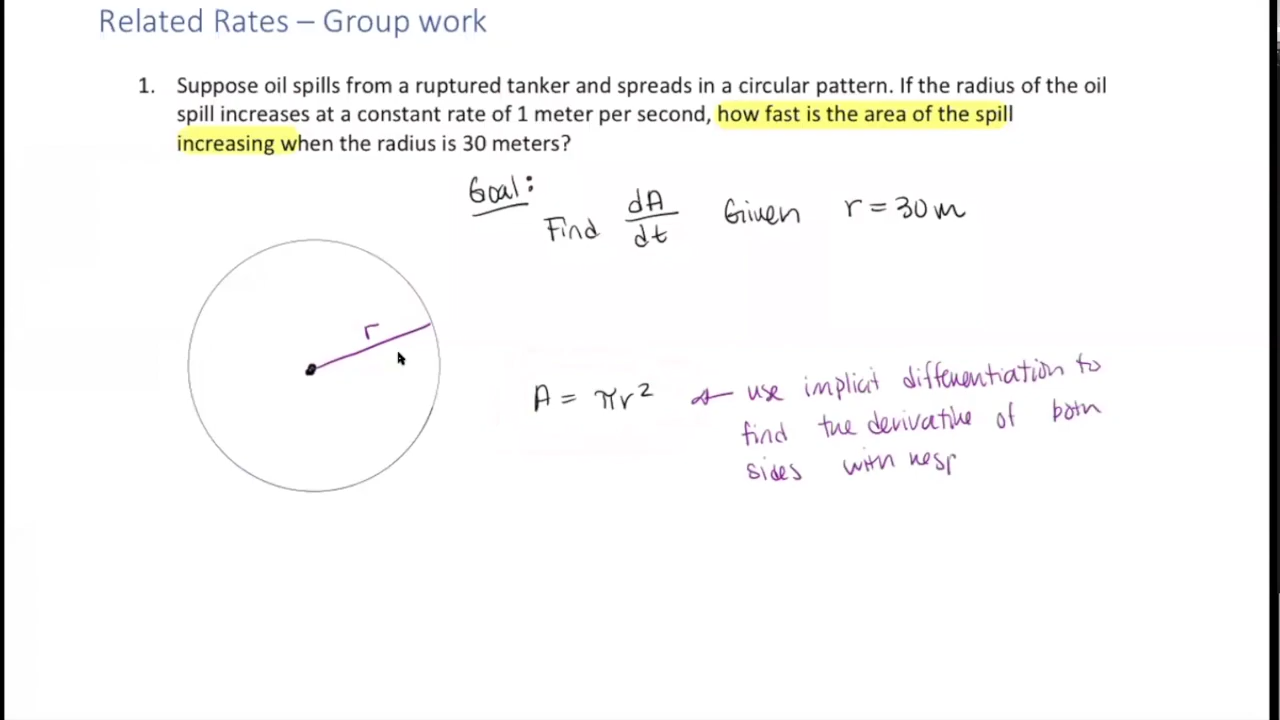 Related Rates – Group work
1. Suppose oil spills from a ruptured tanker and spreads in a circular pattern. If the radius of the oil
spill increases at a constant rate of 1 meter per second, how fast is the area of the spill
increasing when the radius is 30 meters?
Goal:
Find dA/dt Given r = 30 m
r
A = πr² ← use implicit differentiation to
find the derivative of both
sides with resp